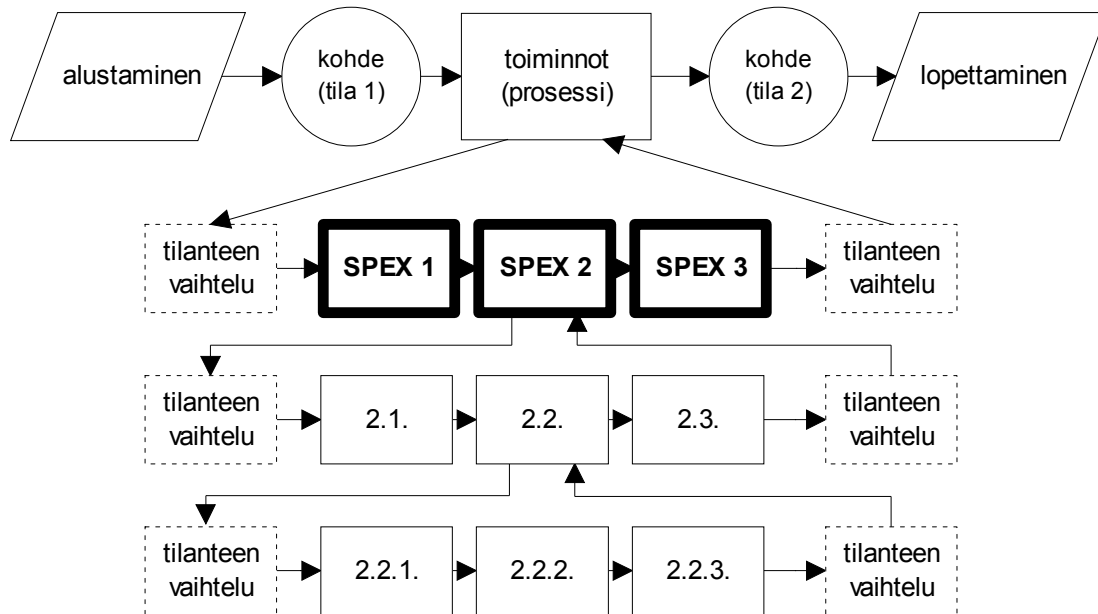 alustaminen
kohde
(tila 1)
toiminnot
(prosessi)
kohde
(tila 2)
lopettaminen
tilanteen
vaihtelu
SPEX 1
SPEX 2
SPEX 3
tilanteen
vaihtelu
tilanteen
vaihtelu
2.1.
2.2.
2.3.
tilanteen
vaihtelu
tilanteen
vaihtelu
2.2.1.
2.2.2.
2.2.3.
tilanteen
vaihtelu